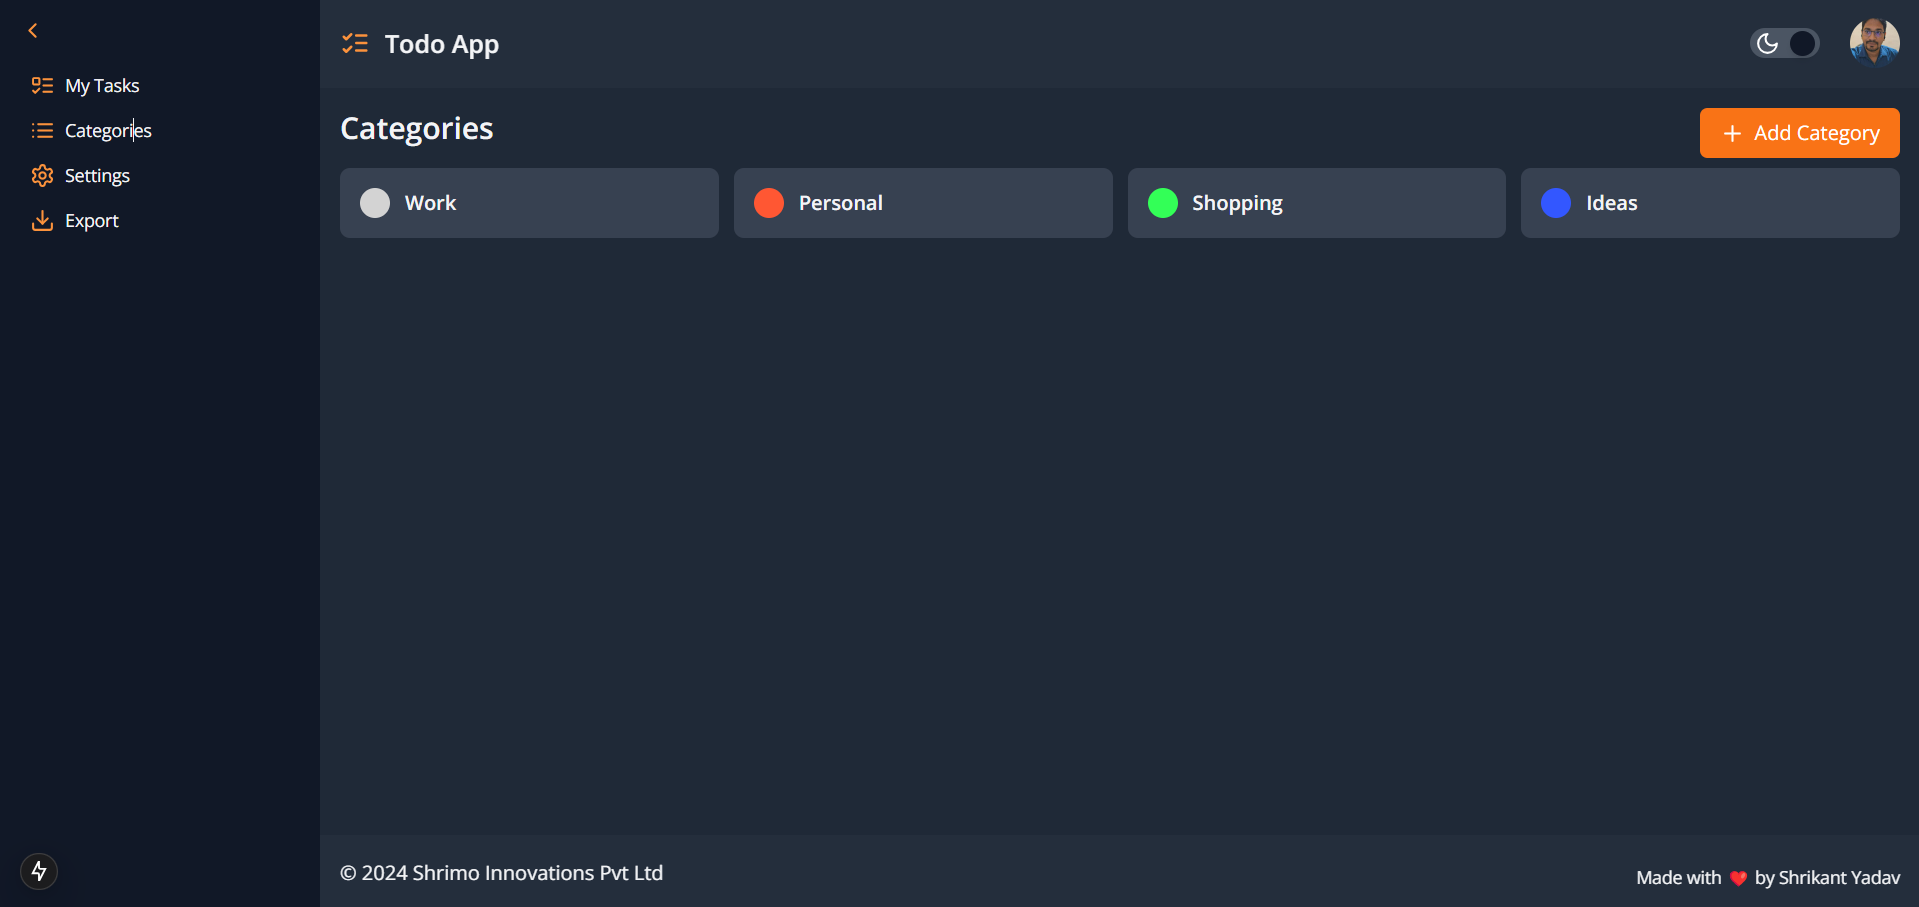 My Tasks
Categories
Settings
Export
Todo App
Categories
Add Category
Work
Personal
Shopping
Ideas
© 2024 Shrimo Innovations Pvt Ltd
Made with ❤️ by Shrikant Yadav